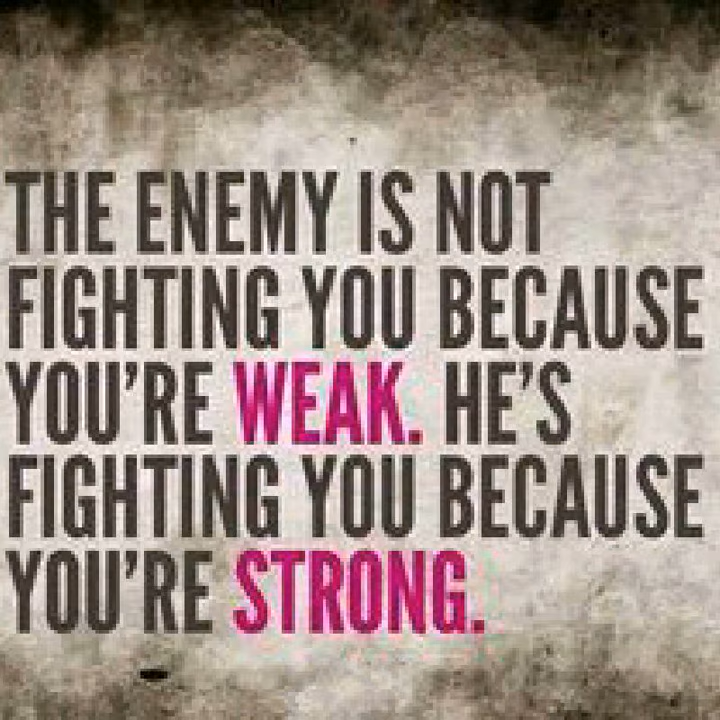 THE ENEMY IS NOT
FIGHTING YOU BECAUSE
YOU'RE WEAK. HE'S
FIGHTING YOU BECAUSE
YOU'RE STRONG.